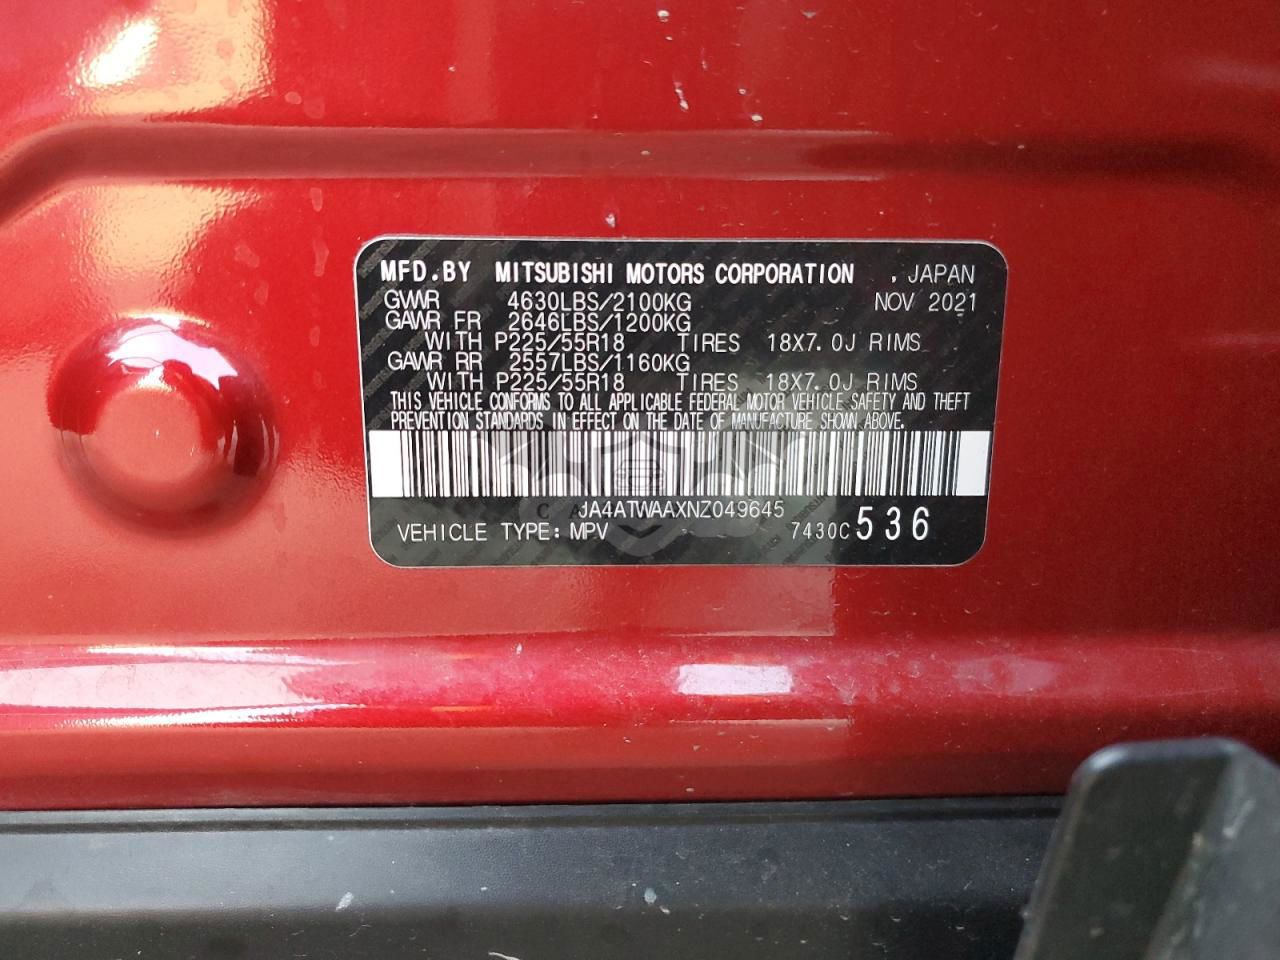 MFD.BY MITSUBISHI MOTORS CORPORATION , JAPAN
GVWR 4630LBS/2100KG NOV 2021
GAWR FR 2646LBS/1200KG
WITH P225/55R18 TIRES 18X7.0J RIMS
GAWR RR 2557LBS/1160KG
WITH P225/55R18 TIRES 18X7.0J RIMS
THIS VEHICLE CONFORMS TO ALL APPLICABLE FEDERAL MOTOR VEHICLE SAFETY AND THEFT
PREVENTION STANDARDS IN EFFECT ON THE DATE OF MANUFACTURE SHOWN ABOVE.
JA4ATWAAXNZ049645
VEHICLE TYPE: MPV 7430C 536